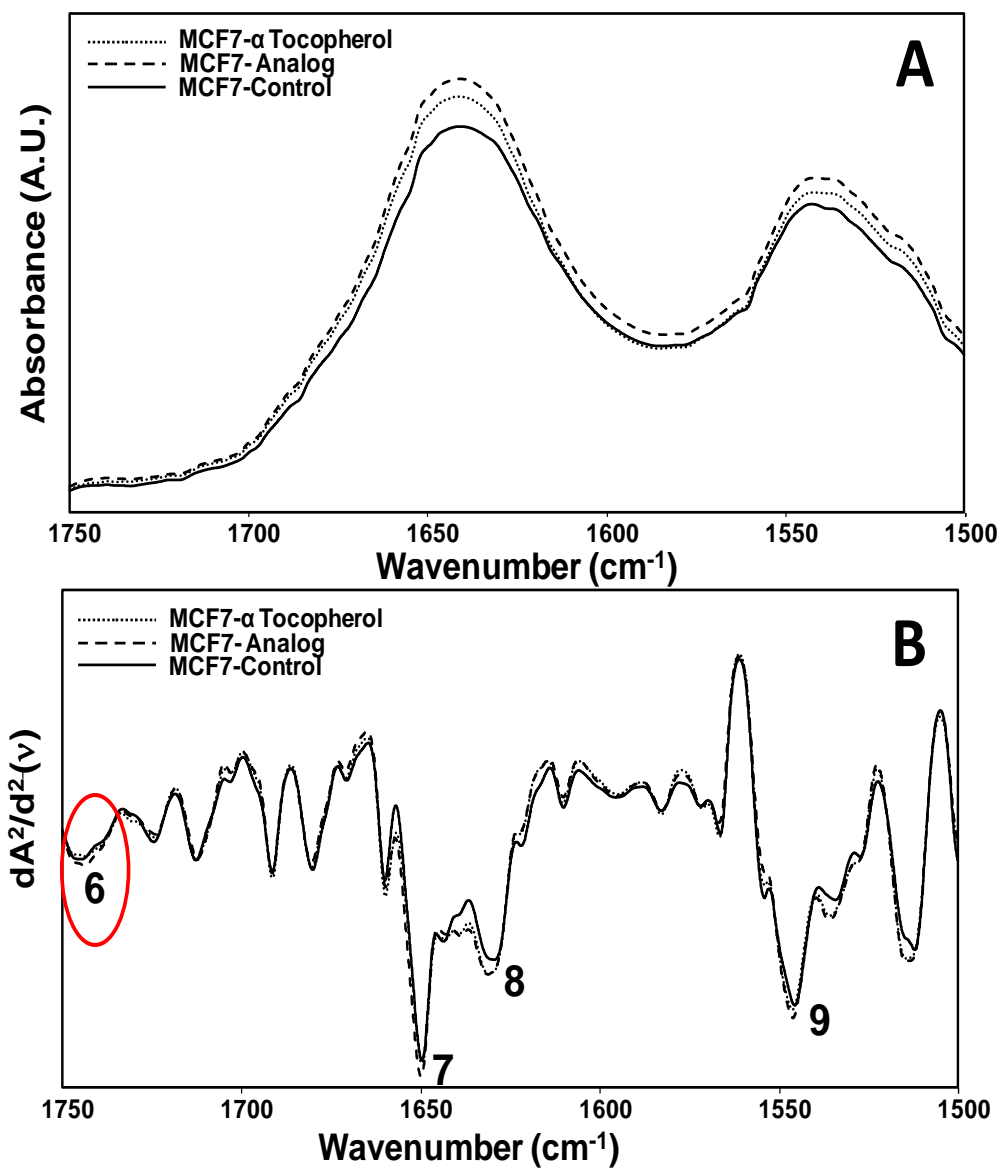 MCF7-α Tocopherol
MCF7- Analog
MCF7-Control
A
Absorbance (A.U.)
1750 1700 1650 1600 1550 1500
Wavenumber (cm⁻¹)
MCF7-α Tocopherol
MCF7- Analog
MCF7-Control
B
dA²/d²(ν)
6
8
9
7
1750 1700 1650 1600 1550 1500
Wavenumber (cm⁻¹)